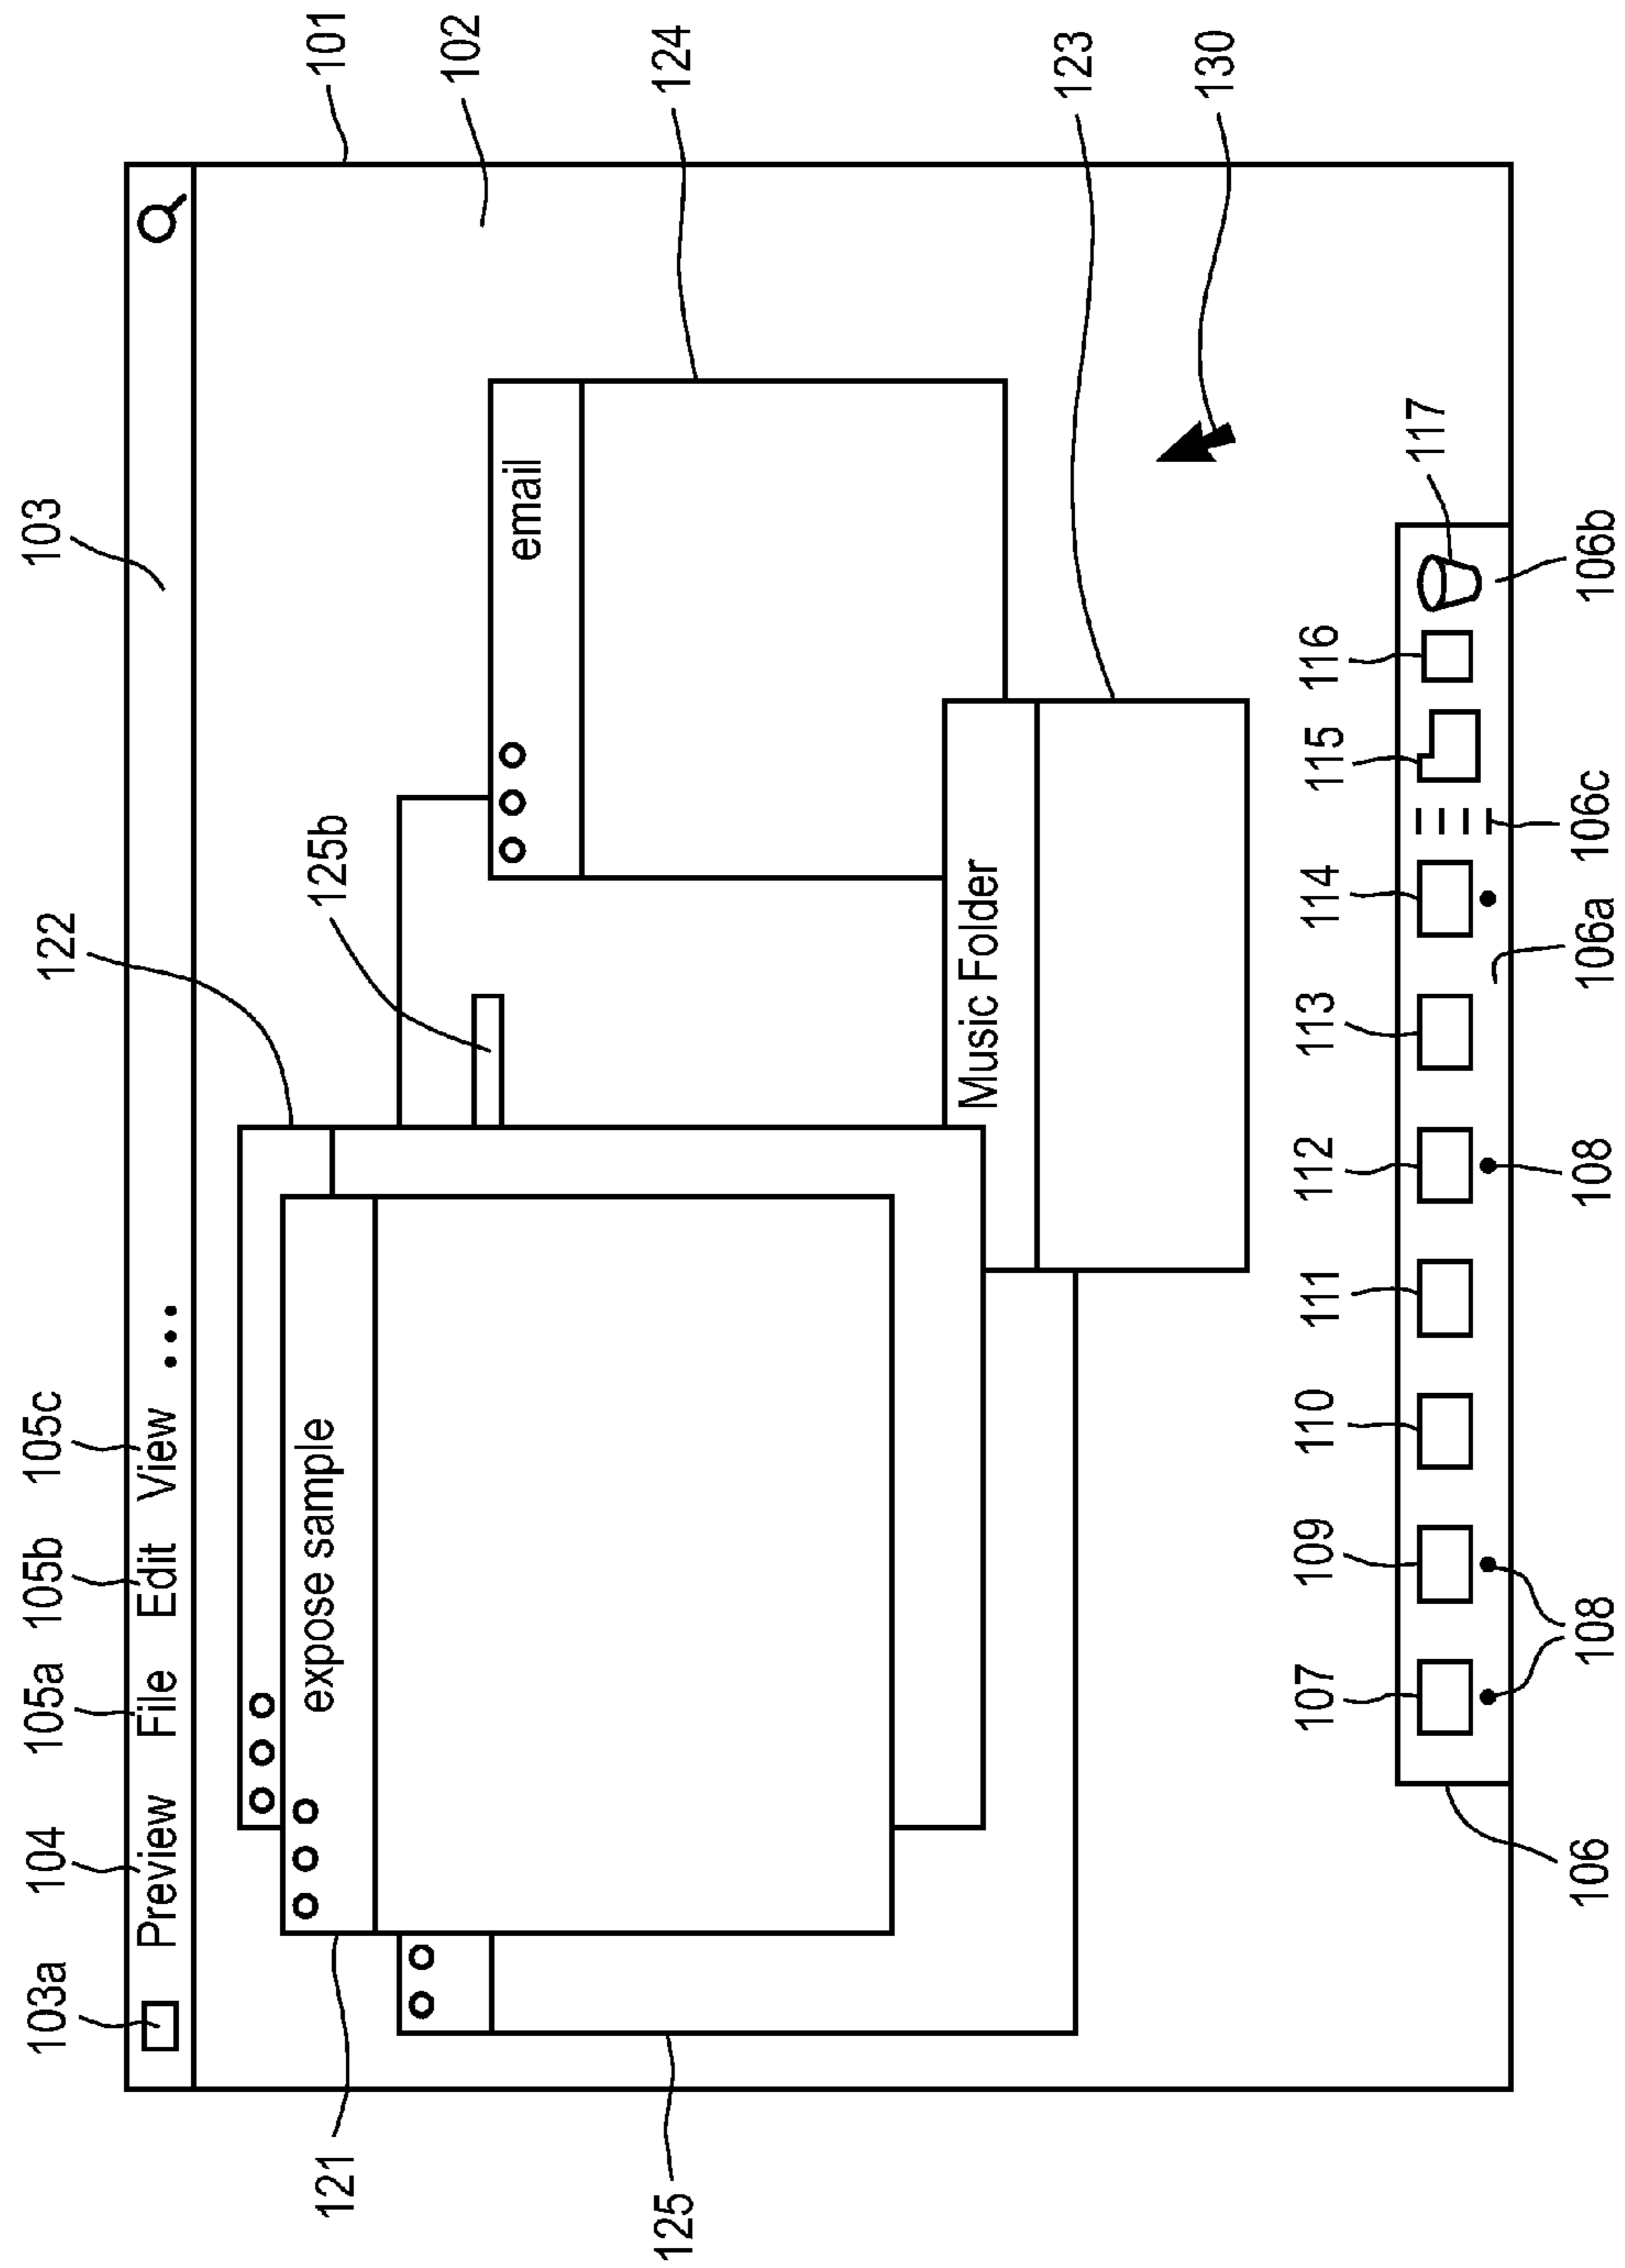 103
122
103a 104 105a 105b 105c
101
102
124
123
130
Preview File Edit View •••
125b
expose sample
email
Music Folder
121
125
107 109 110 111 112 113 114 115 116
117
106 108 108 106a 106c 106b